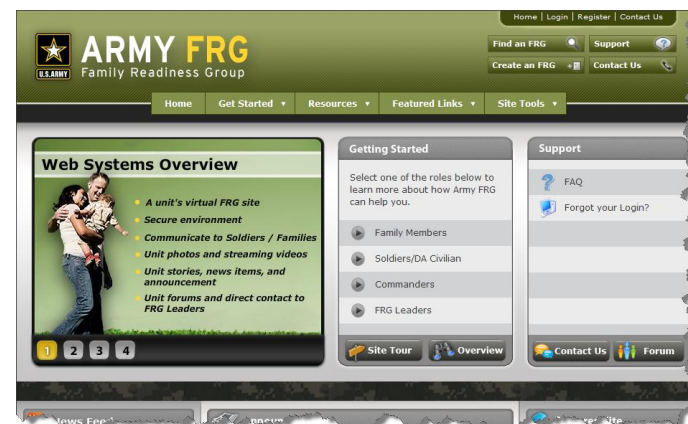 Home | Login | Register | Contact Us
U.S.ARMY
ARMY FRG
Family Readiness Group
Find an FRG
Support
Create an FRG
Contact Us
Home
Get Started
Resources
Featured Links
Site Tools
Web Systems Overview
A unit's virtual FRG site
Secure environment
Communicate to Soldiers / Families
Unit photos and streaming videos
Unit stories, news items, and
announcement
Unit forums and direct contact to
FRG Leaders
1 2 3 4
Getting Started
Select one of the roles below to
learn more about how Army FRG
can help you.
Family Members
Soldiers/DA Civilian
Commanders
FRG Leaders
Site Tour
Overview
Support
FAQ
Forgot your Login?
Contact Us
Forum
News